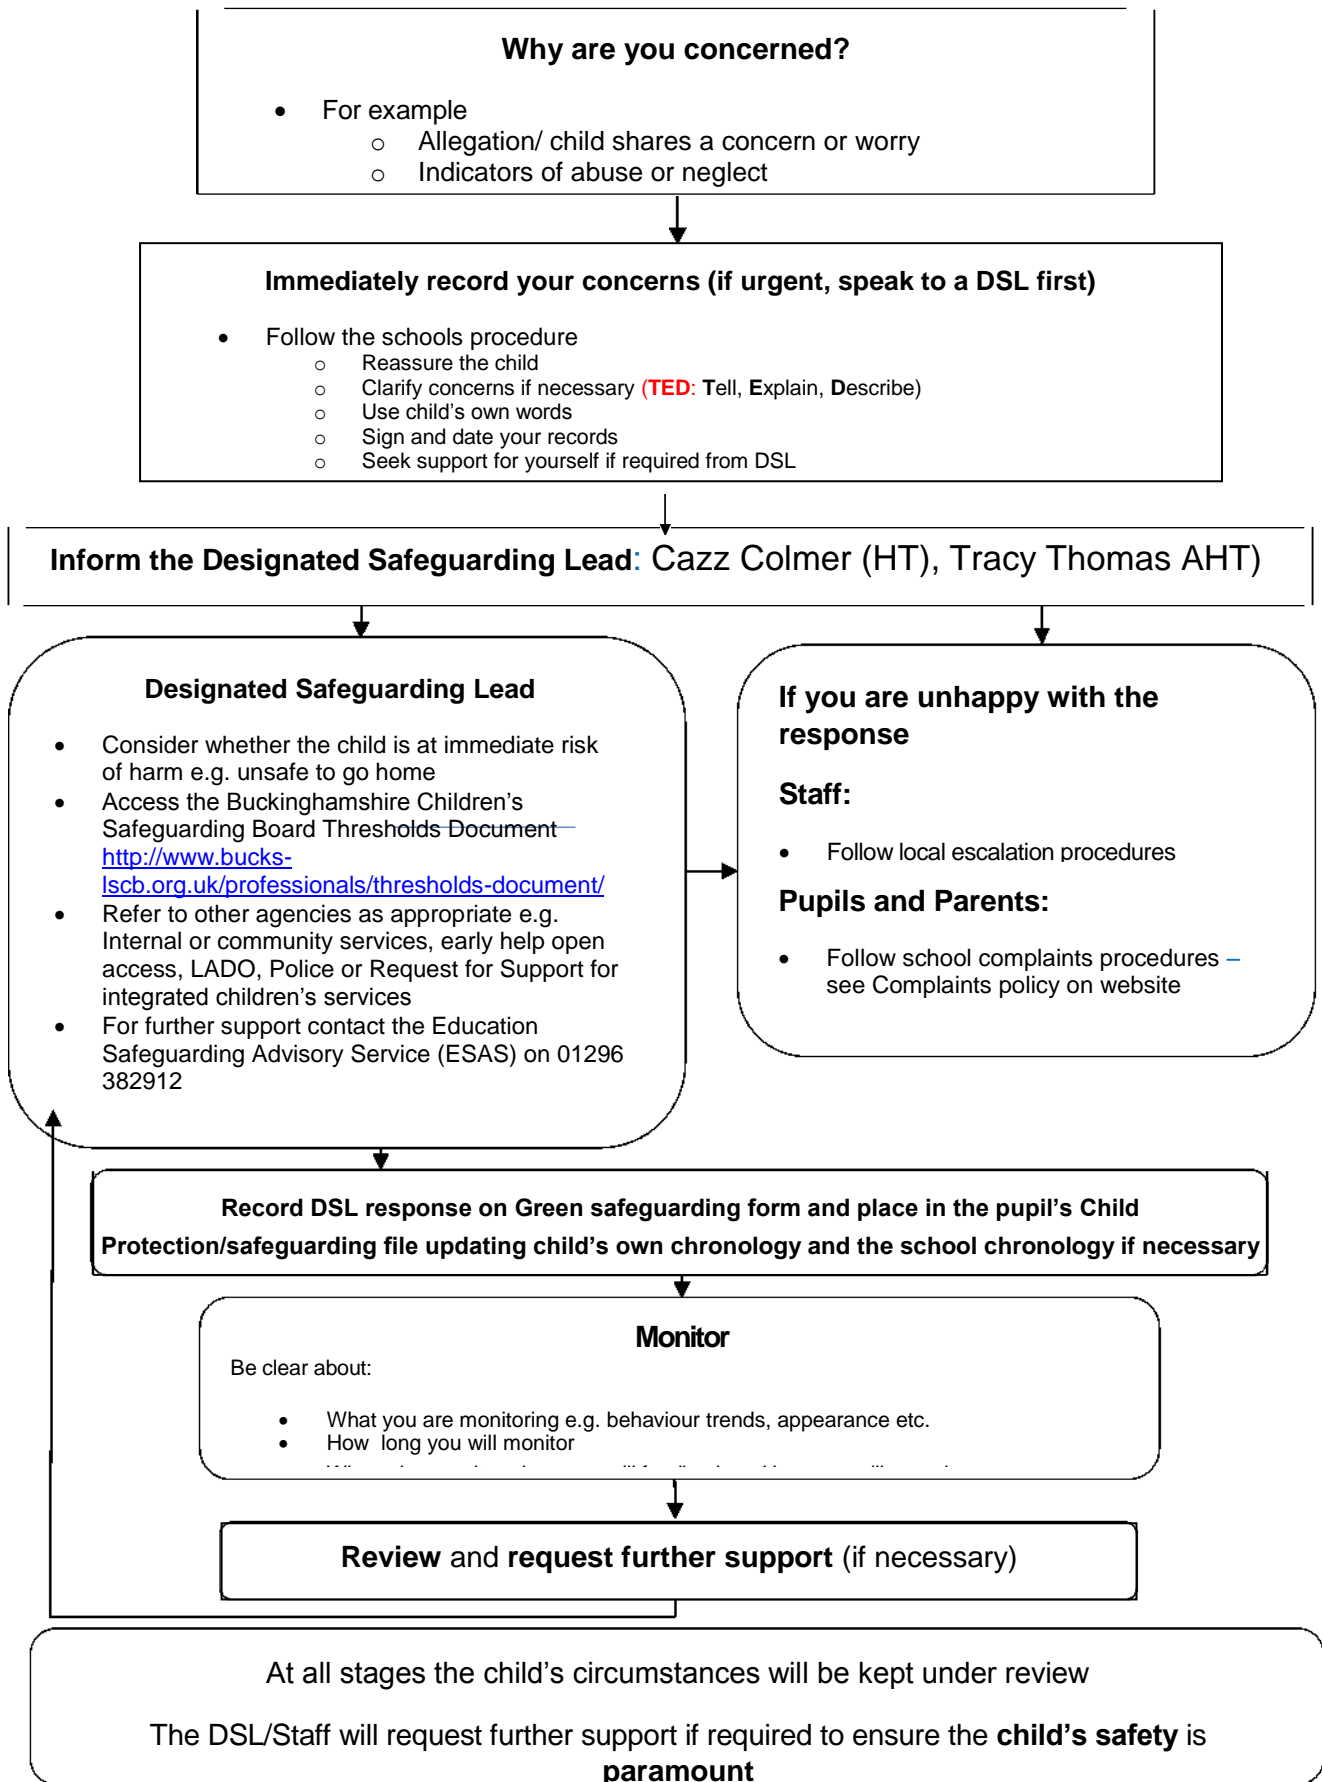 Why are you concerned?
• For example
o Allegation/ child shares a concern or worry
o Indicators of abuse or neglect
Immediately record your concerns (if urgent, speak to a DSL first)
• Follow the schools procedure
o Reassure the child
o Clarify concerns if necessary (TED: Tell, Explain, Describe)
o Use child's own words
o Sign and date your records
o Seek support for yourself if required from DSL
Inform the Designated Safeguarding Lead: Cazz Colmer (HT), Tracy Thomas AHT)
Designated Safeguarding Lead
• Consider whether the child is at immediate risk
of harm e.g. unsafe to go home
• Access the Buckinghamshire Children's
Safeguarding Board Thresholds Document
http://www.bucks-
lscb.org.uk/professionals/thresholds-document/
• Refer to other agencies as appropriate e.g.
Internal or community services, early help open
access, LADO, Police or Request for Support for
integrated children's services
• For further support contact the Education
Safeguarding Advisory Service (ESAS) on 01296
382912
If you are unhappy with the
response
Staff:
• Follow local escalation procedures
Pupils and Parents:
• Follow school complaints procedures –
see Complaints policy on website
Record DSL response on Green safeguarding form and place in the pupil's Child
Protection/safeguarding file updating child's own chronology and the school chronology if necessary
Monitor
Be clear about:
• What you are monitoring e.g. behaviour trends, appearance etc.
• How long you will monitor
Review and request further support (if necessary)
At all stages the child's circumstances will be kept under review
The DSL/Staff will request further support if required to ensure the child's safety is
paramount